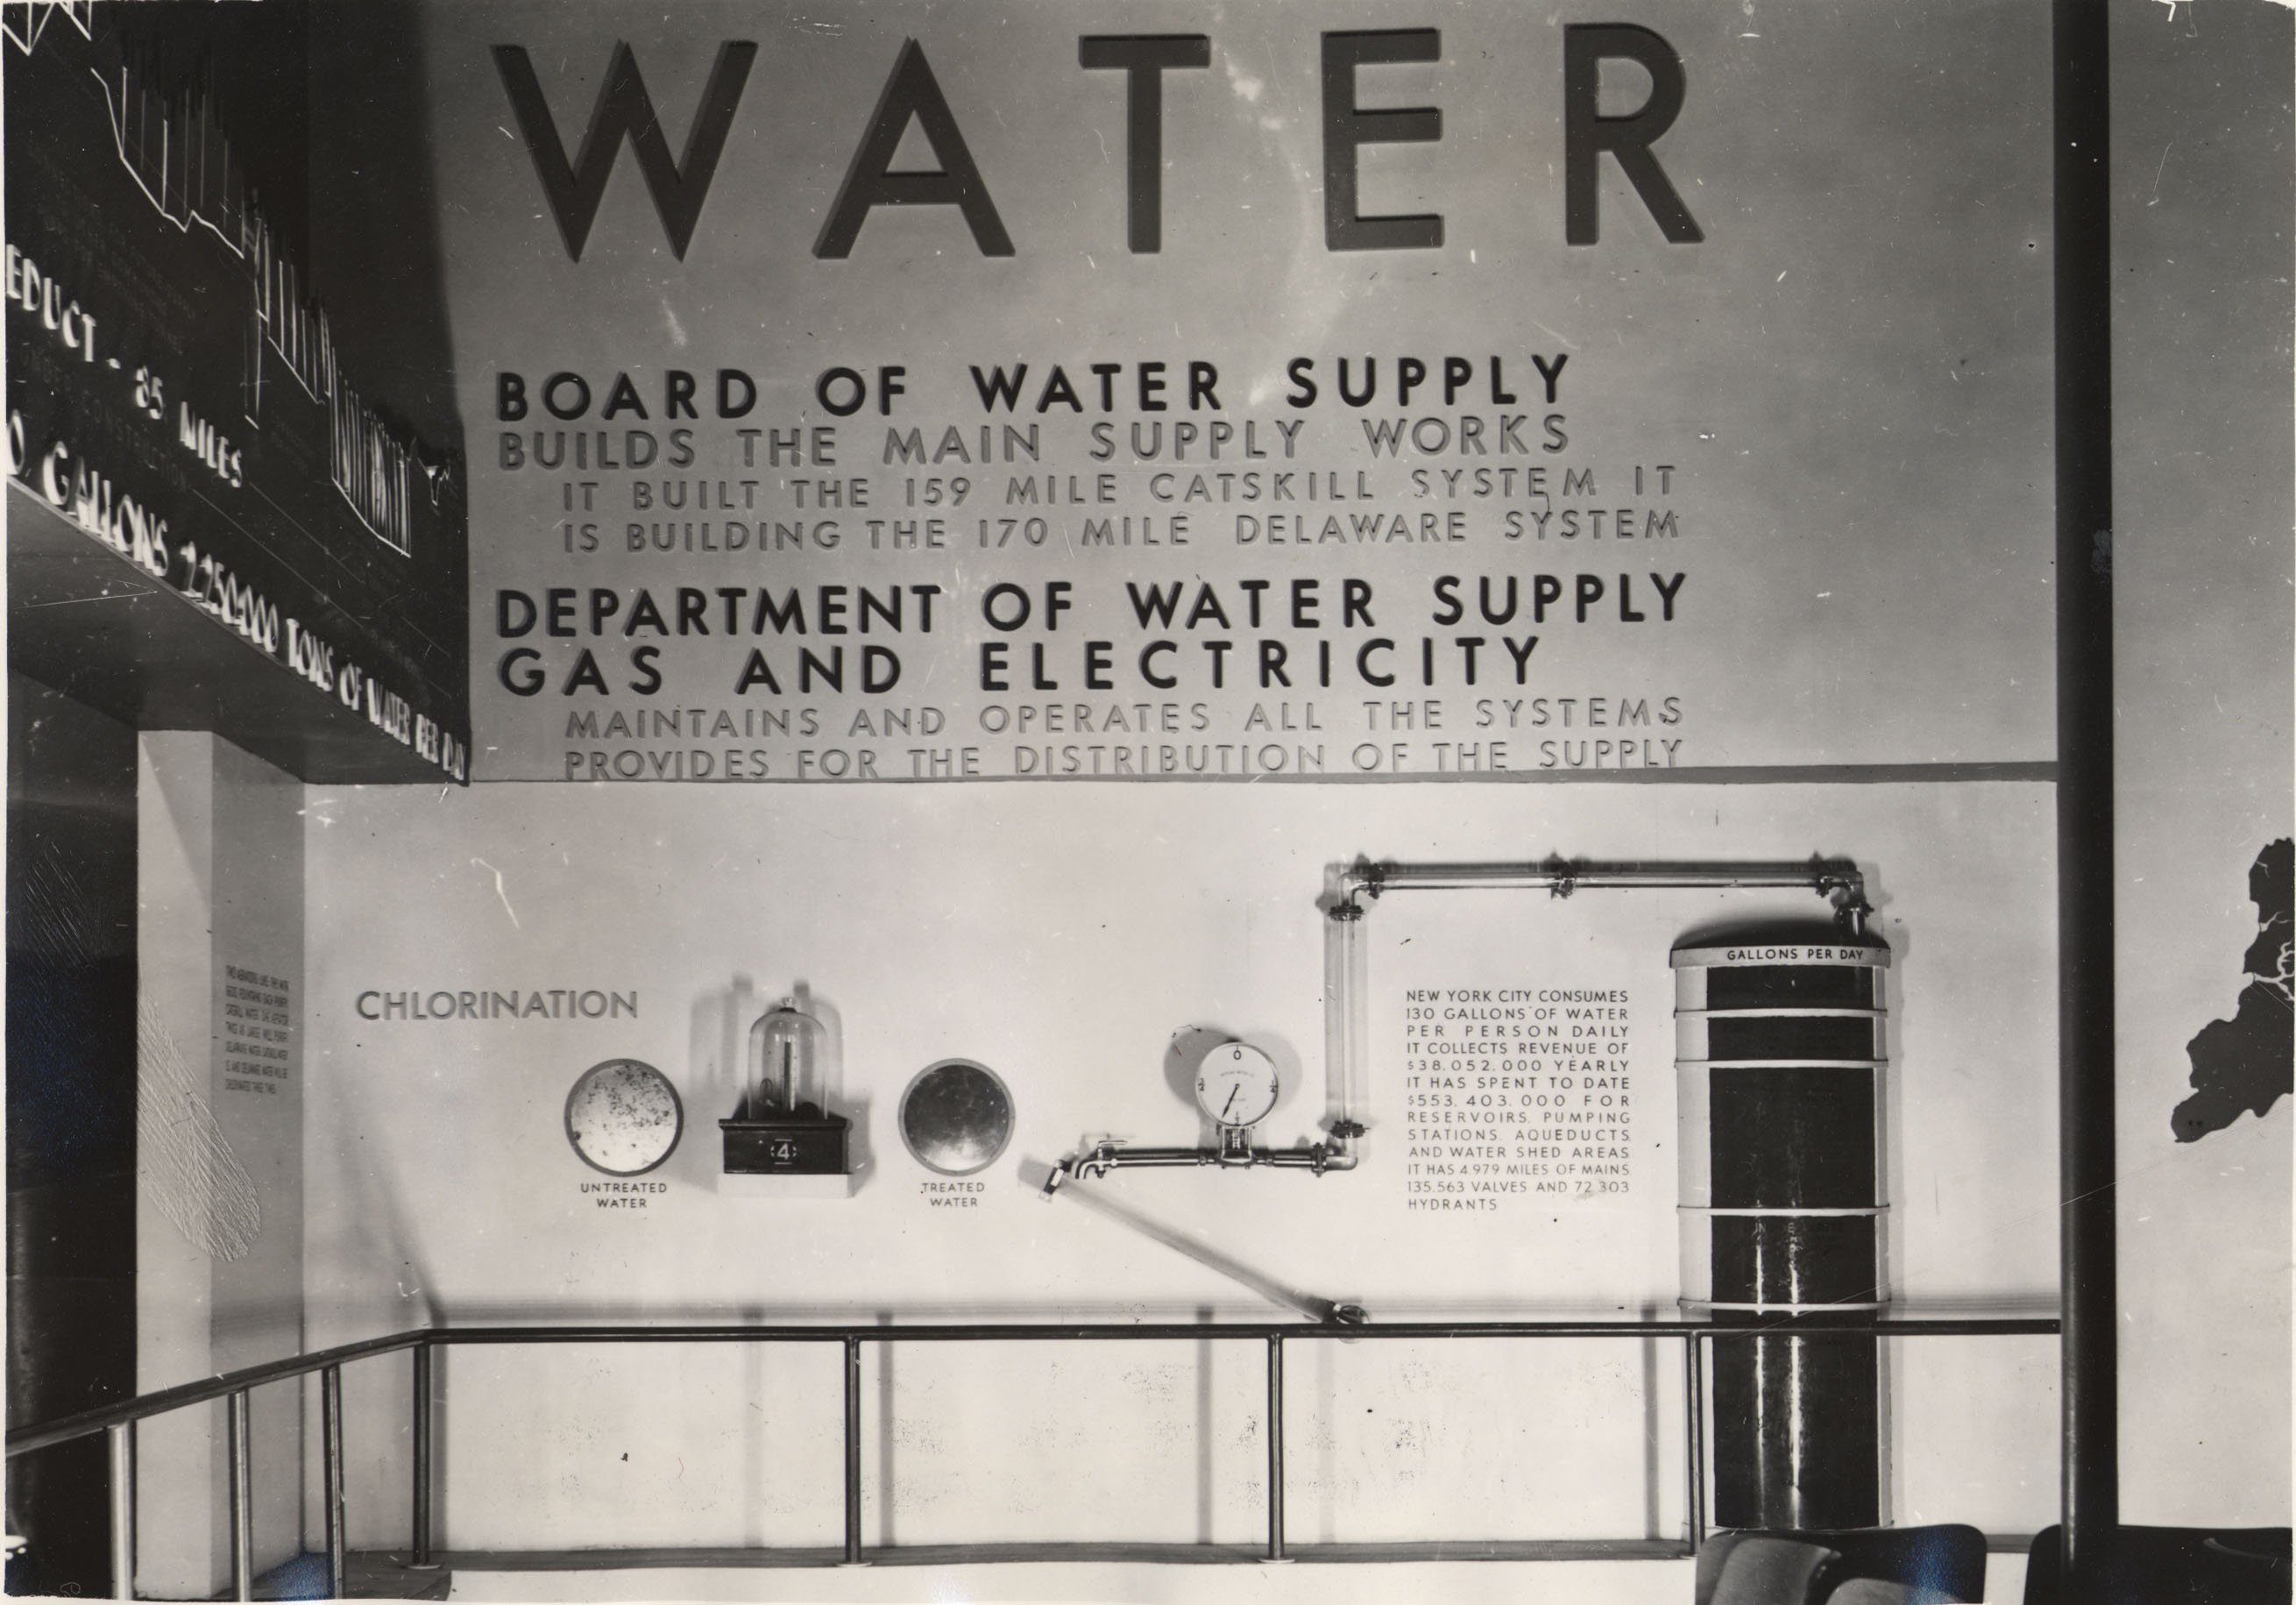 WATER
EDUCT - 85 MILES
GALLONS 2,250,000 TONS OF WATER PER DAY
BOARD OF WATER SUPPLY
BUILDS THE MAIN SUPPLY WORKS
IT BUILT THE 159 MILE CATSKILL SYSTEM IT
IS BUILDING THE 170 MILE DELAWARE SYSTEM
DEPARTMENT OF WATER SUPPLY
GAS AND ELECTRICITY
MAINTAINS AND OPERATES ALL THE SYSTEMS
PROVIDES FOR THE DISTRIBUTION OF THE SUPPLY
CHLORINATION
UNTREATED
WATER
4
TREATED
WATER
0
NEW YORK CITY CONSUMES
130 GALLONS OF WATER
PER PERSON DAILY
IT COLLECTS REVENUE OF
$38.052.000 YEARLY
IT HAS SPENT TO DATE
$553.403.000 FOR
RESERVOIRS. PUMPING
STATIONS. AQUEDUCTS
AND WATER SHED AREAS
IT HAS 4.979 MILES OF MAINS
135.563 VALVES AND 72.303
HYDRANTS
GALLONS PER DAY